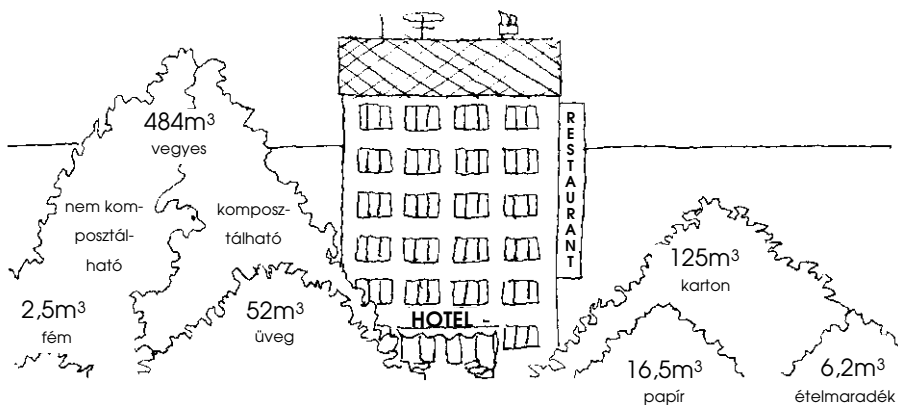 484m³
vegyes
nem kom-
posztál-
ható
komposz-
tálható
2,5m³
fém
52m³
üveg
HOTEL -
RESTAURANT
125m³
karton
16,5m³
papír
6,2m³
ételmaradék